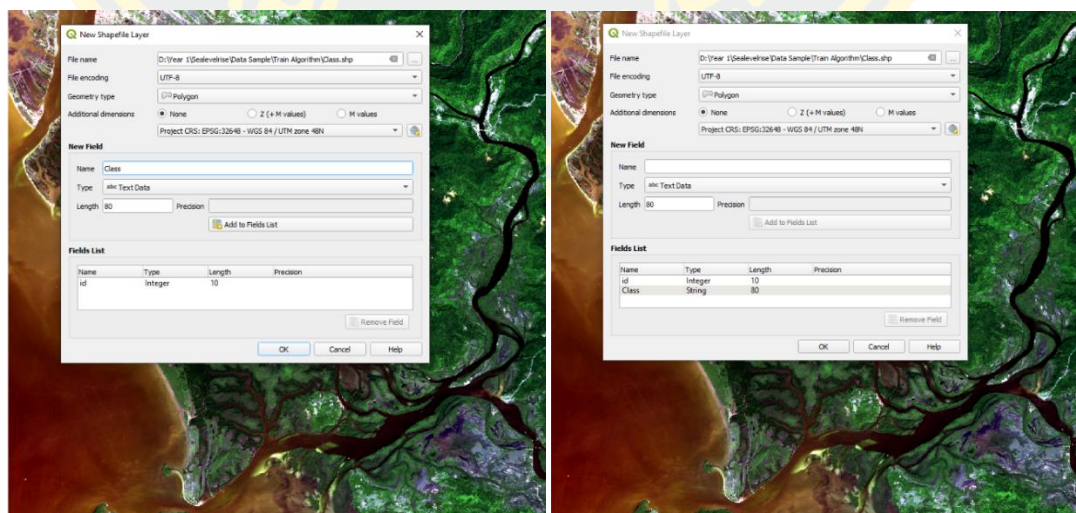 New Shapefile Layer
File name D:\Year 1\Sealevelrise\Data Sample\Train Algorithm\Class.shp ...
File encoding UTF-8
Geometry type Polygon
Additional dimensions None Z (+ M values) M values
Project CRS: EPSG:32648 - WGS 84 / UTM zone 48N
New Field
Name Class
Type abc Text Data
Length 80 Precision
Add to Fields List
Fields List
Name Type Length Precision
id Integer 10
Remove Field
OK Cancel Help
New Shapefile Layer
File name D:\Year 1\Sealevelrise\Data Sample\Train Algorithm\Class.shp ...
File encoding UTF-8
Geometry type Polygon
Additional dimensions None Z (+ M values) M values
Project CRS: EPSG:32648 - WGS 84 / UTM zone 48N
New Field
Name
Type abc Text Data
Length 80 Precision
Add to Fields List
Fields List
Name Type Length Precision
id Integer 10
Class String 80
Remove Field
OK Cancel Help